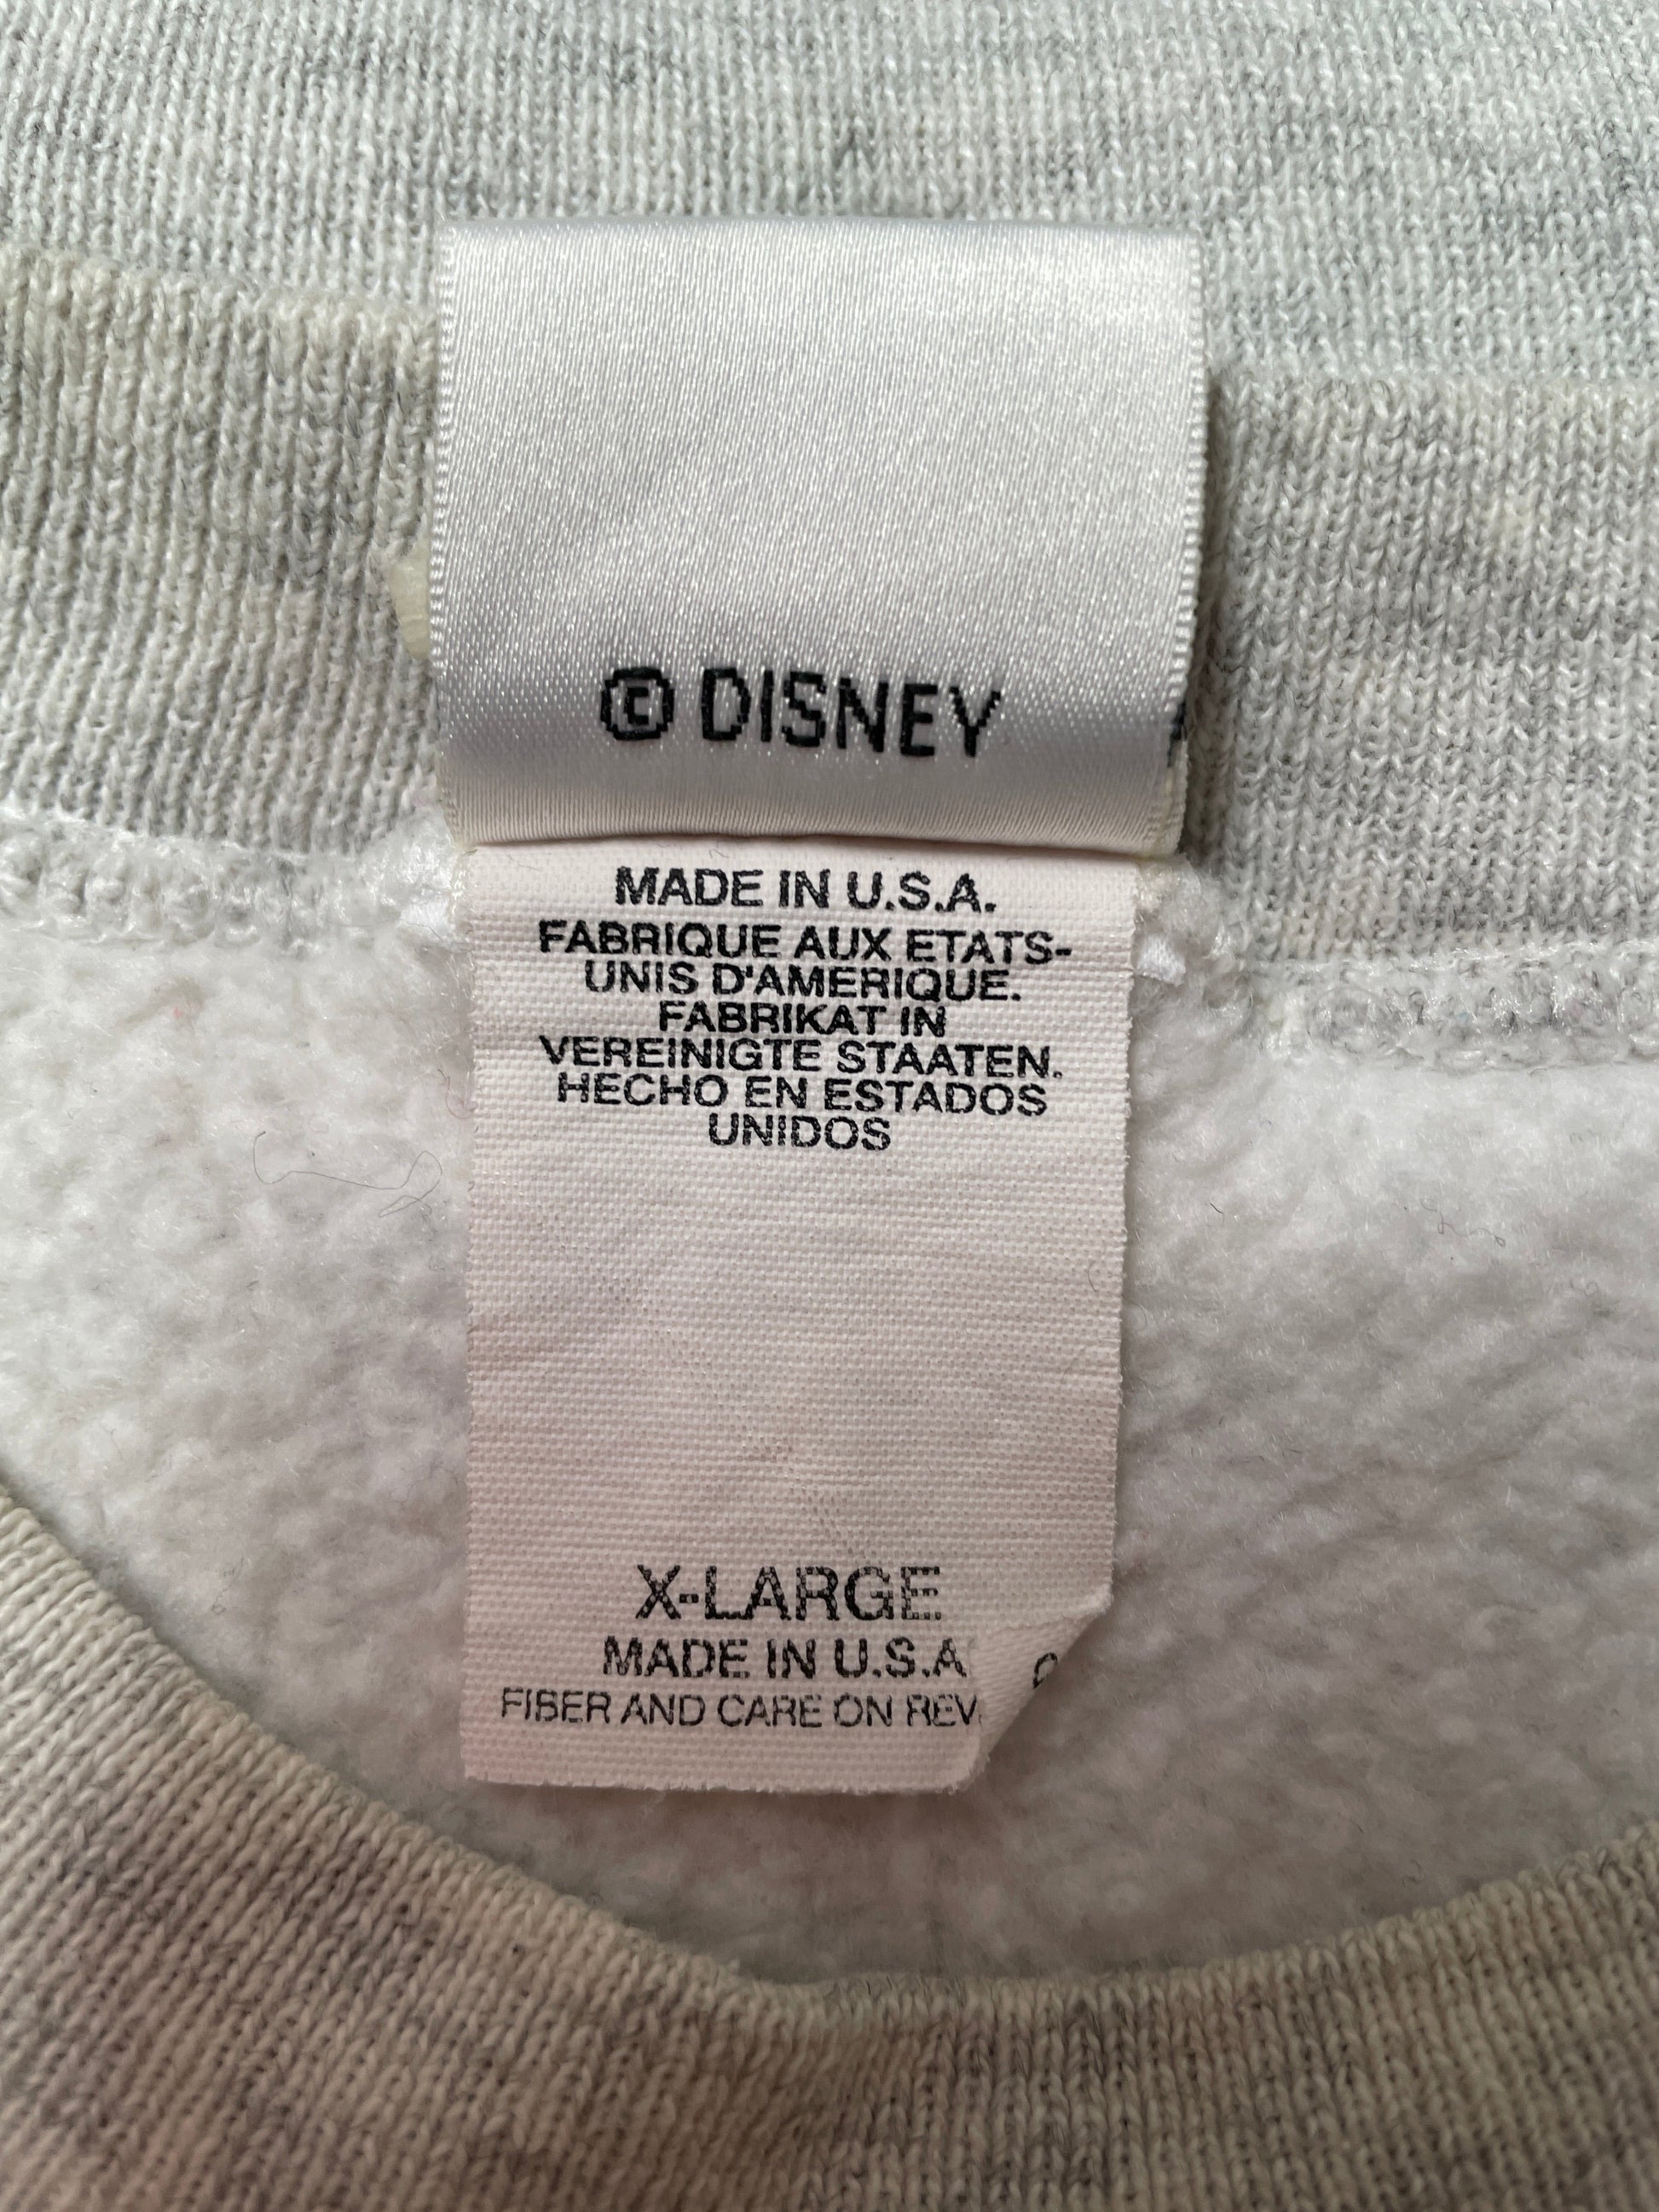 © DISNEY
MADE IN U.S.A.
FABRIQUE AUX ETATS-
UNIS D'AMERIQUE.
FABRIKAT IN
VEREINIGTE STAATEN.
HECHO EN ESTADOS
UNIDOS
X-LARGE
MADE IN U.S.A
FIBER AND CARE ON REV